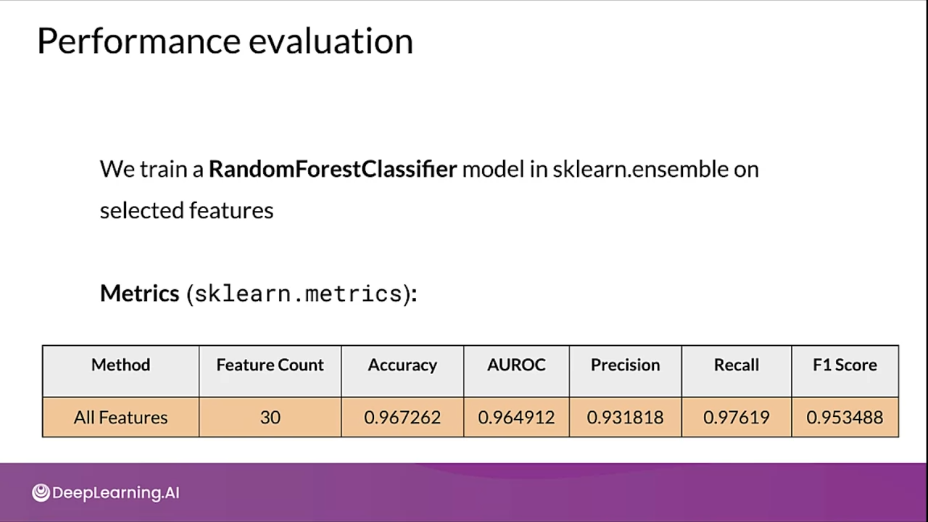 Performance evaluation
We train a RandomForestClassifier model in sklearn.ensemble on
selected features
Metrics (sklearn.metrics):
Method Feature Count Accuracy AUROC Precision Recall F1 Score
All Features 30 0.967262 0.964912 0.931818 0.97619 0.953488
DeepLearning.AI